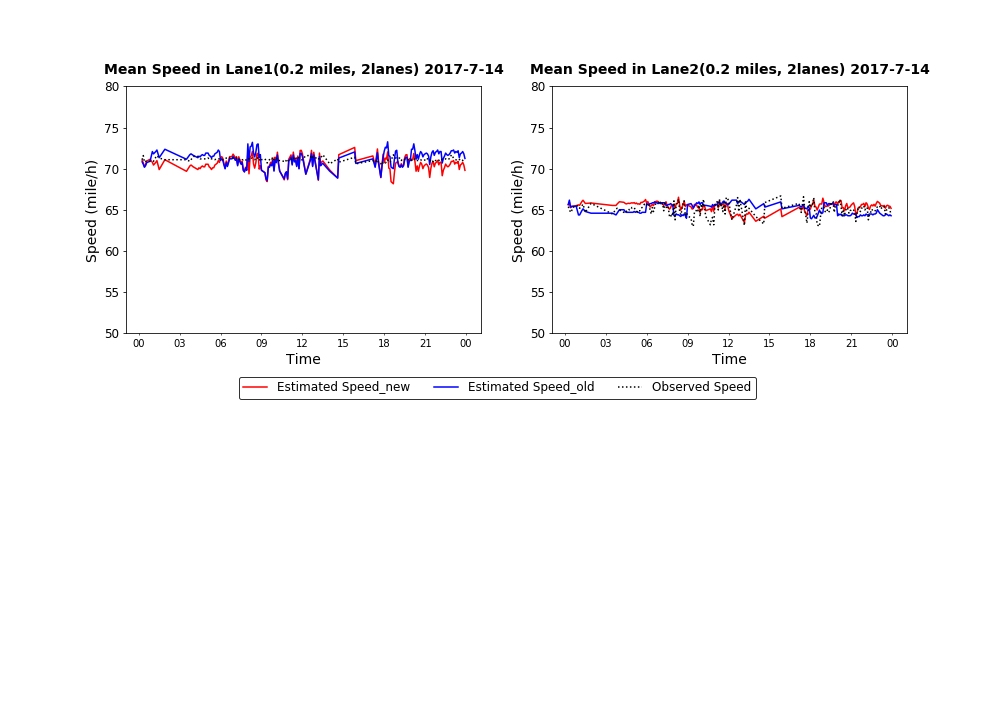 Mean Speed in Lane1(0.2 miles, 2lanes) 2017-7-14
80
75
70
65
60
55
50
Speed (mile/h)
00 03 06 09 12 15 18 21 00
Time
Mean Speed in Lane2(0.2 miles, 2lanes) 2017-7-14
80
75
70
65
60
55
50
Speed (mile/h)
00 03 06 09 12 15 18 21 00
Time
Estimated Speed_new Estimated Speed_old Observed Speed